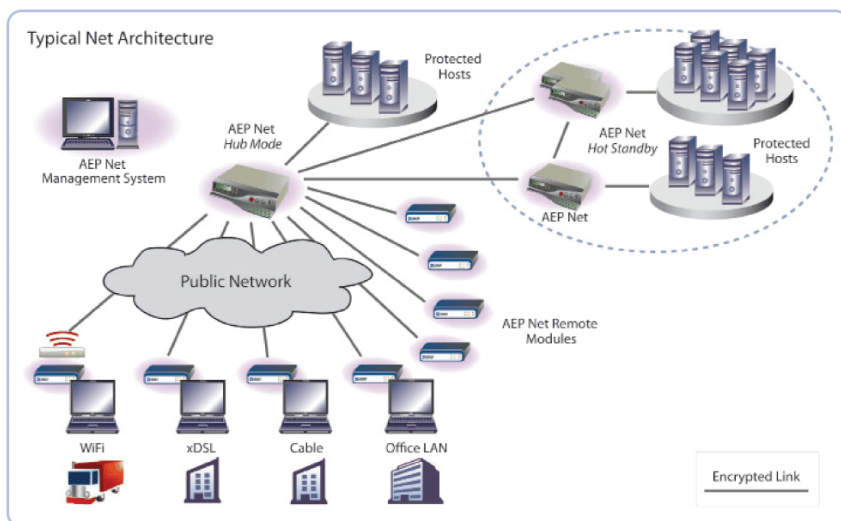 Typical Net Architecture
Protected
Hosts
AEP Net
Hub Mode
AEP Net
Management System
AEP Net
Hot Standby
Protected
Hosts
AEP Net
Public Network
AEP Net Remote
Modules
WiFi
xDSL
Cable
Office LAN
Encrypted Link